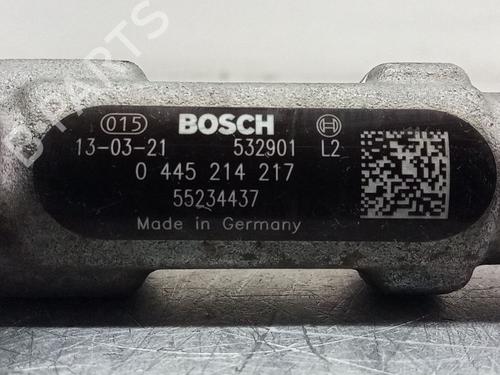 B PARTS
015 BOSCH
13-03-21 532901 L2
0 445 214 217
55234437
Made in Germany